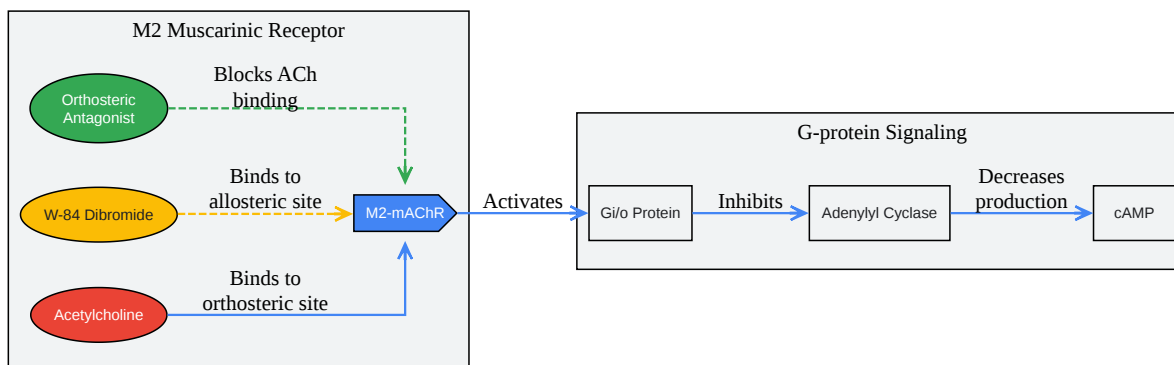 M2 Muscarinic Receptor
Blocks ACh
binding
Orthosteric
Antagonist
Binds to
allosteric site
W-84 Dibromide
M2-mAChR
Binds to
orthosteric site
Acetylcholine
Activates
G-protein Signaling
Gi/o Protein
Inhibits
Adenylyl Cyclase
Decreases
production
cAMP